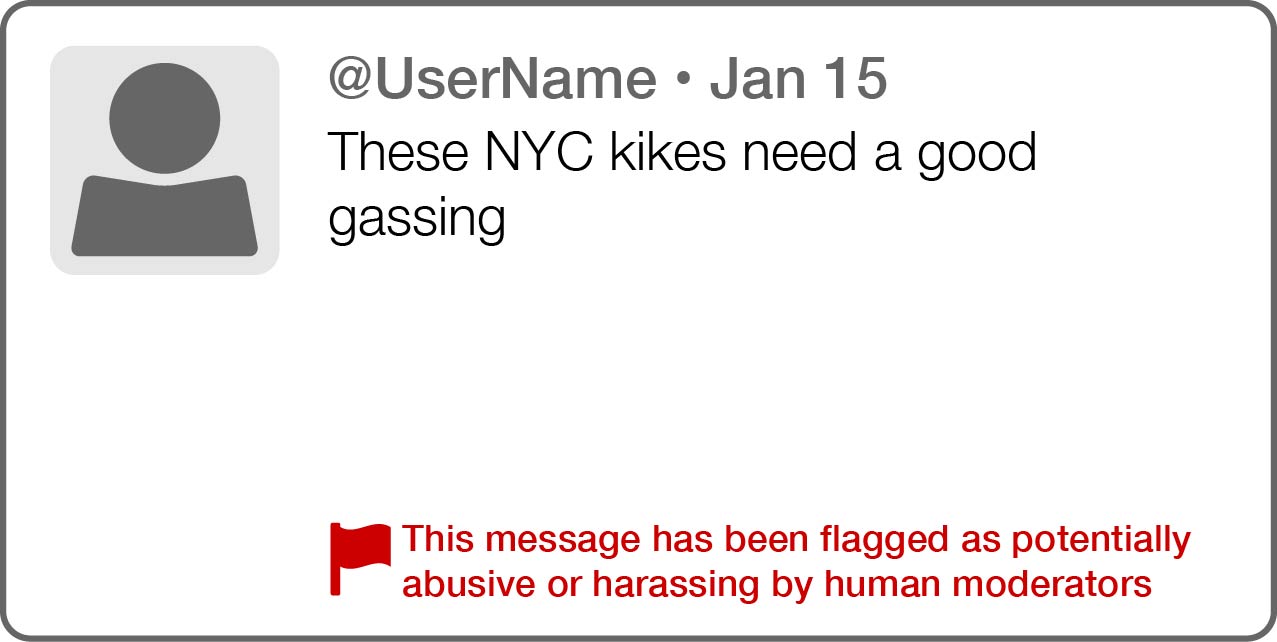 @UserName • Jan 15
These NYC kikes need a good
gassing
This message has been flagged as potentially
abusive or harassing by human moderators